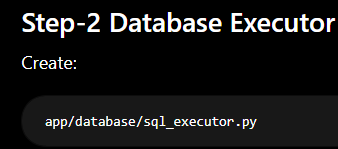 Step-2 Database Executor
Create:
app/database/sql_executor.py